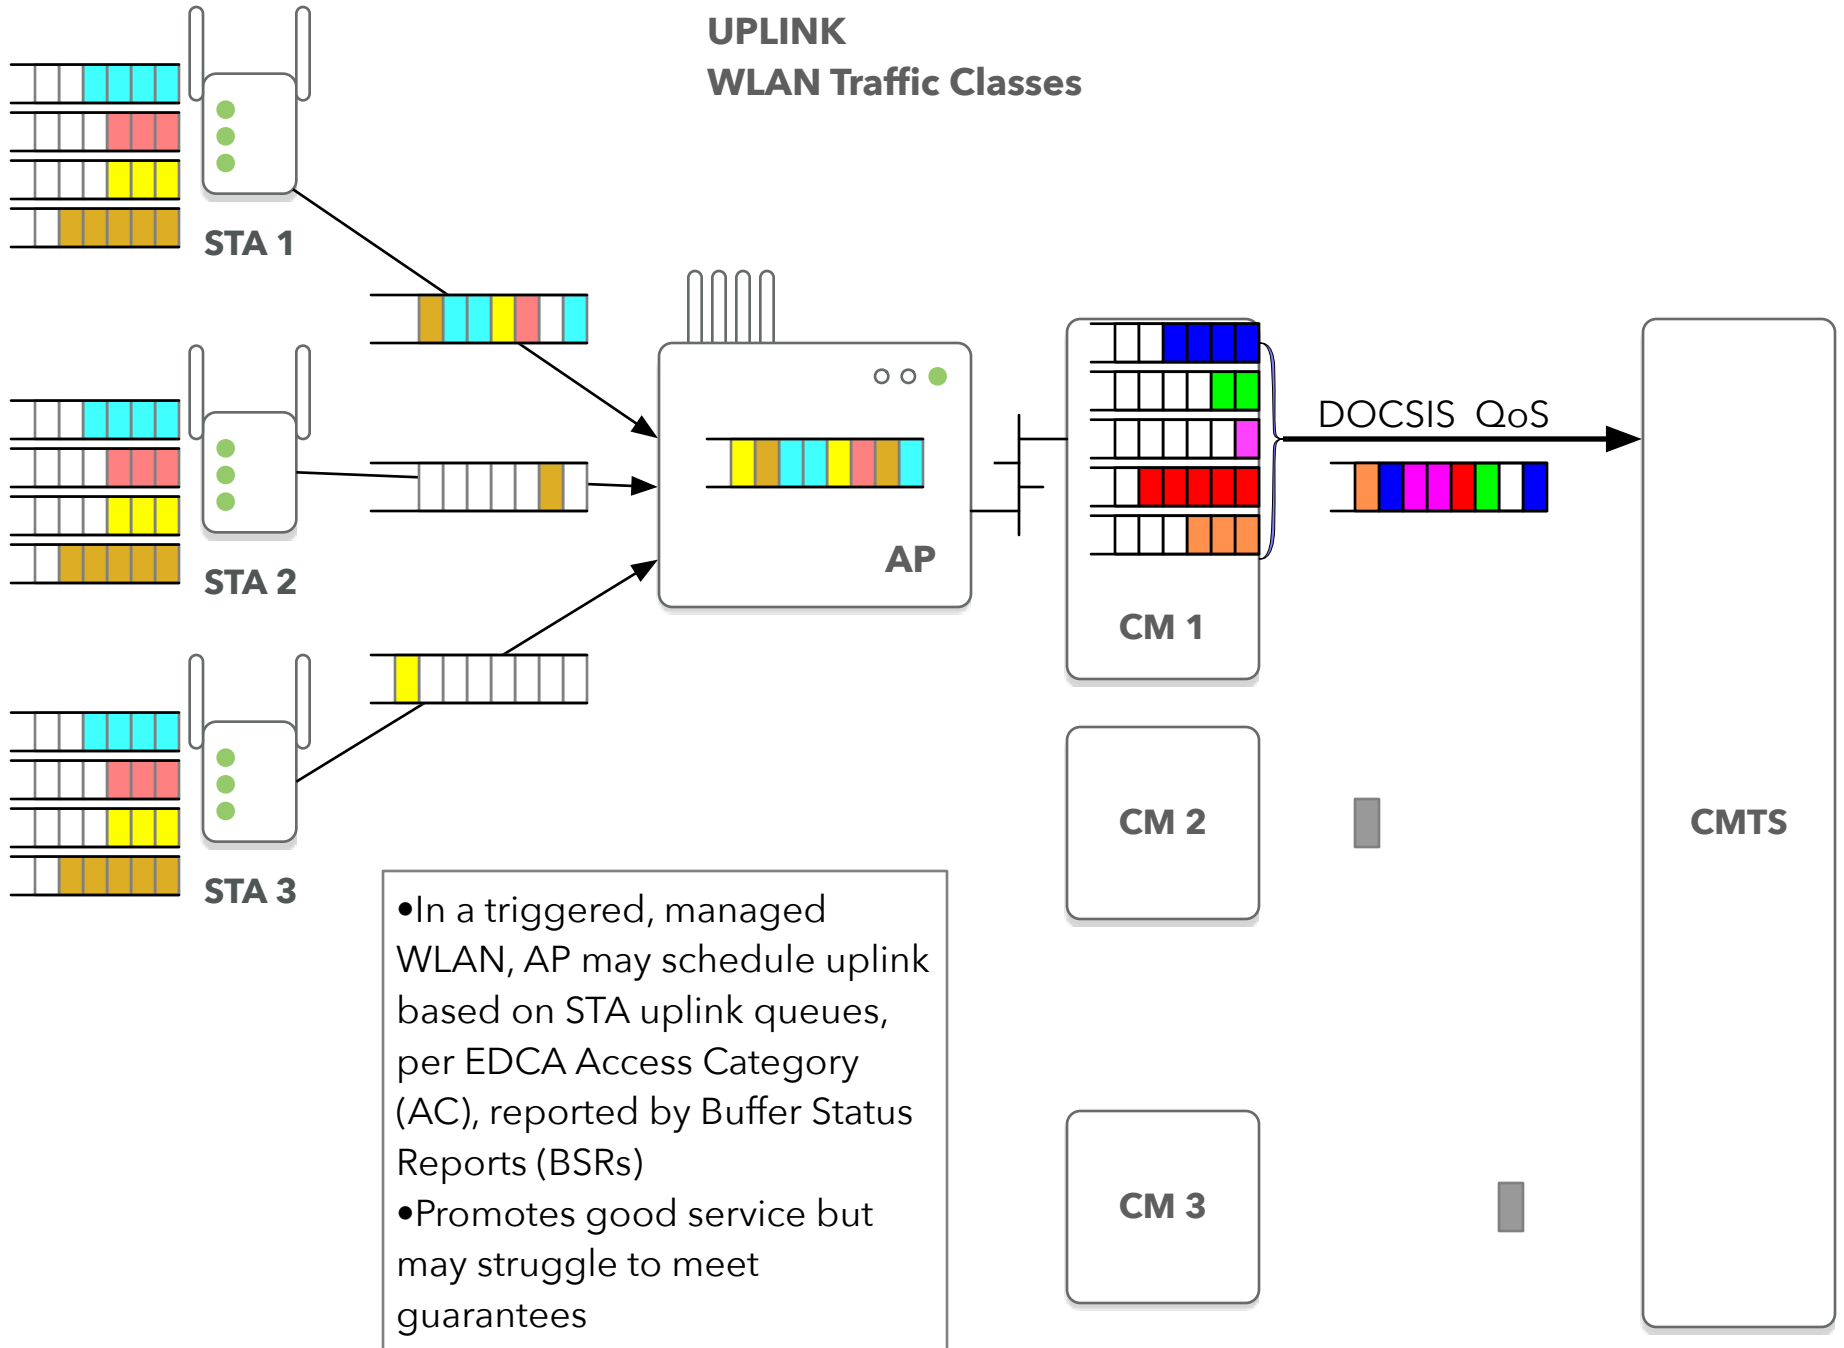 UPLINK
WLAN Traffic Classes
STA 1
STA 2
STA 3
AP
DOCSIS QoS
CM 1
CM 2
CM 3
CMTS
•In a triggered, managed
WLAN, AP may schedule uplink
based on STA uplink queues,
per EDCA Access Category
(AC), reported by Buffer Status
Reports (BSRs)
•Promotes good service but
may struggle to meet
guarantees